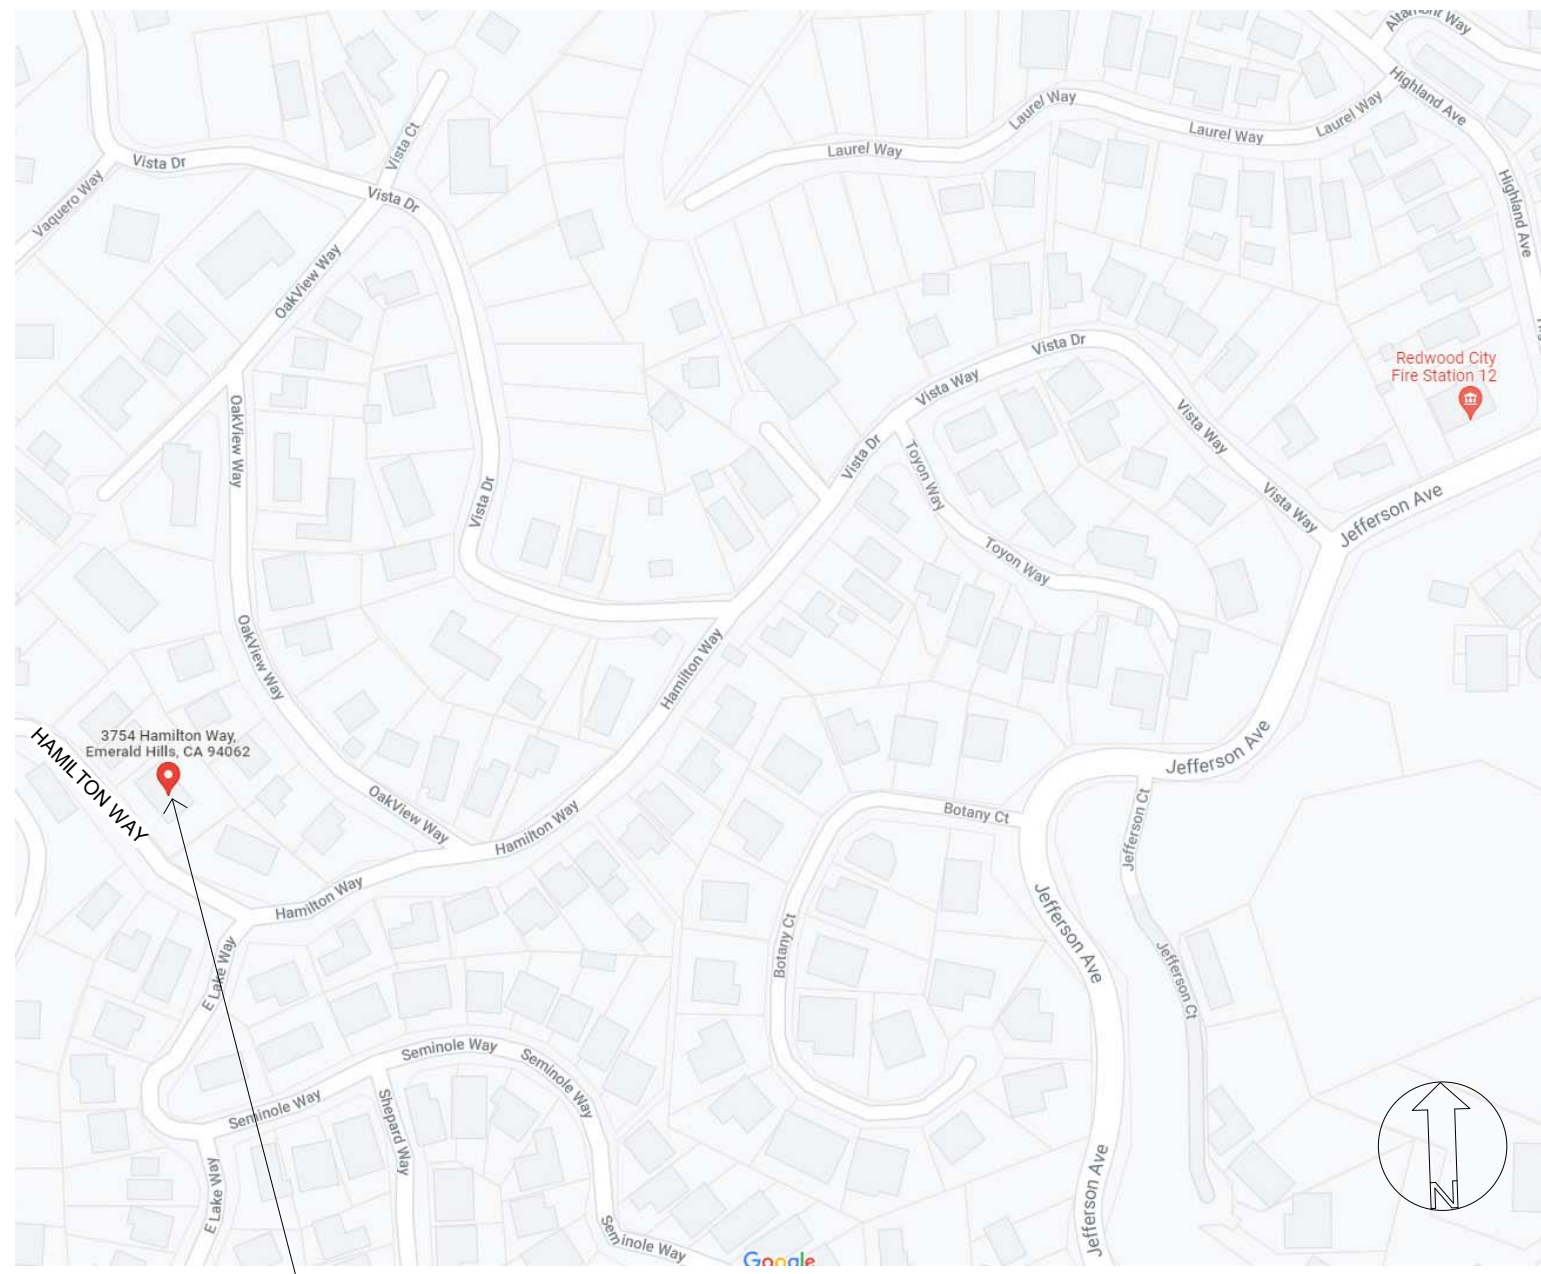 Altamont Way
Highland Ave
Laurel Way
Laurel Way
Laurel Way
Laurel Way
Vista Ct
Vista Dr
Vaquero Way
Vista Dr
Highland Ave
OakView Way
Vista Dr
Redwood City
Fire Station 12
Vista Way
OakView Way
Vista Way
Vista Dr
Toyon Way
Vista Dr
Vista Way
Jefferson Ave
Toyon Way
OakView Way
Hamilton Way
3754 Hamilton Way,
Emerald Hills, CA 94062
HAMILTON WAY
Jefferson Ave
OakView Way
Hamilton Way
Botany Ct
Jefferson Ct
Hamilton Way
Jefferson Ave
Botany Ct
E Lake Way
Jefferson Ct
Seminole Way
Seminole Way
Seminole Way
Shepard Way
E Lake Way
Jefferson Ave
N
Seminole Way
Google